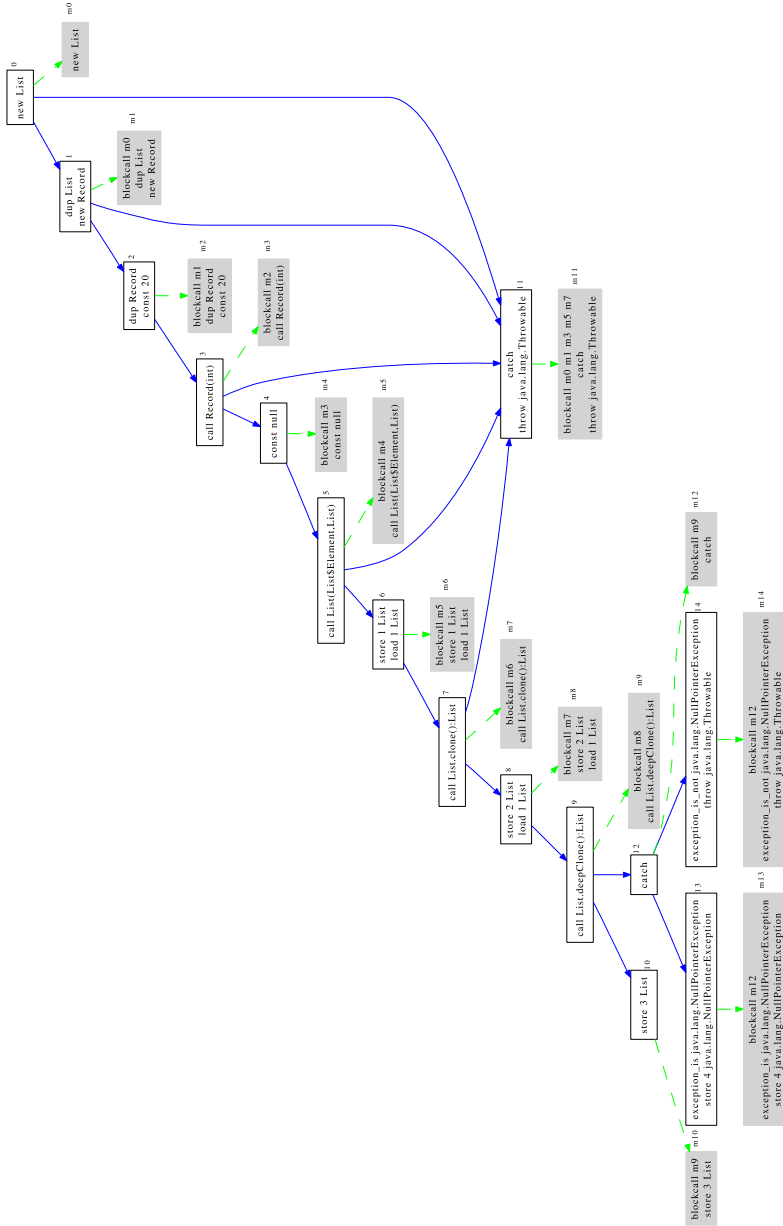 0
new List
m0
new List
1
dup List
new Record
m1
blockcall m0
dup List
new Record
2
dup Record
const 20
m2
blockcall m1
dup Record
const 20
3
call Record(int)
m3
blockcall m2
call Record(int)
4
const null
m4
blockcall m3
const null
5
call List(List$Element,List)
m5
blockcall m4
call List(List$Element,List)
6
store 1 List
load 1 List
m6
blockcall m5
store 1 List
load 1 List
7
call List.clone():List
m7
blockcall m6
call List.clone():List
8
store 2 List
load 1 List
m8
blockcall m7
store 2 List
load 1 List
9
call List.deepClone():List
m9
blockcall m8
call List.deepClone():List
10
store 3 List
m10
blockcall m9
store 3 List
11
catch
throw java.lang.Throwable
m11
blockcall m0 m1 m3 m5 m7
catch
throw java.lang.Throwable
12
catch
m12
blockcall m9
catch
13
exception_is java.lang.NullPointerException
store 4 java.lang.NullPointerException
m13
blockcall m12
exception_is java.lang.NullPointerException
store 4 java.lang.NullPointerException
14
exception_is_not java.lang.NullPointerException
throw java.lang.Throwable
m14
blockcall m12
exception_is_not java.lang.NullPointerException
throw java.lang.Throwable